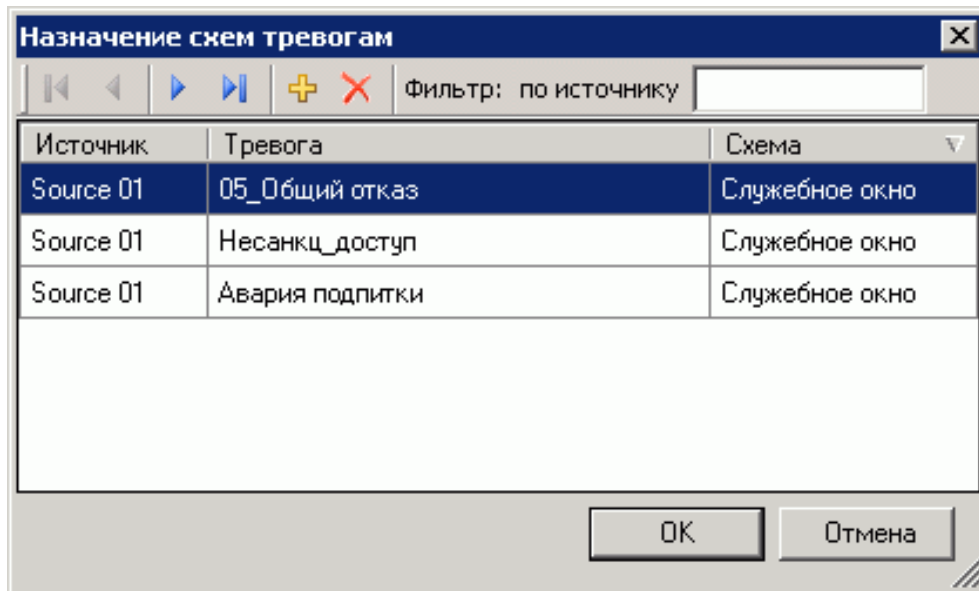 Назначение схем тревогам
Фильтр: по источнику
Источник Тревога Схема
Source 01 05_Общий отказ Служебное окно
Source 01 Несанкц_доступ Служебное окно
Source 01 Авария подпитки Служебное окно
OK Отмена